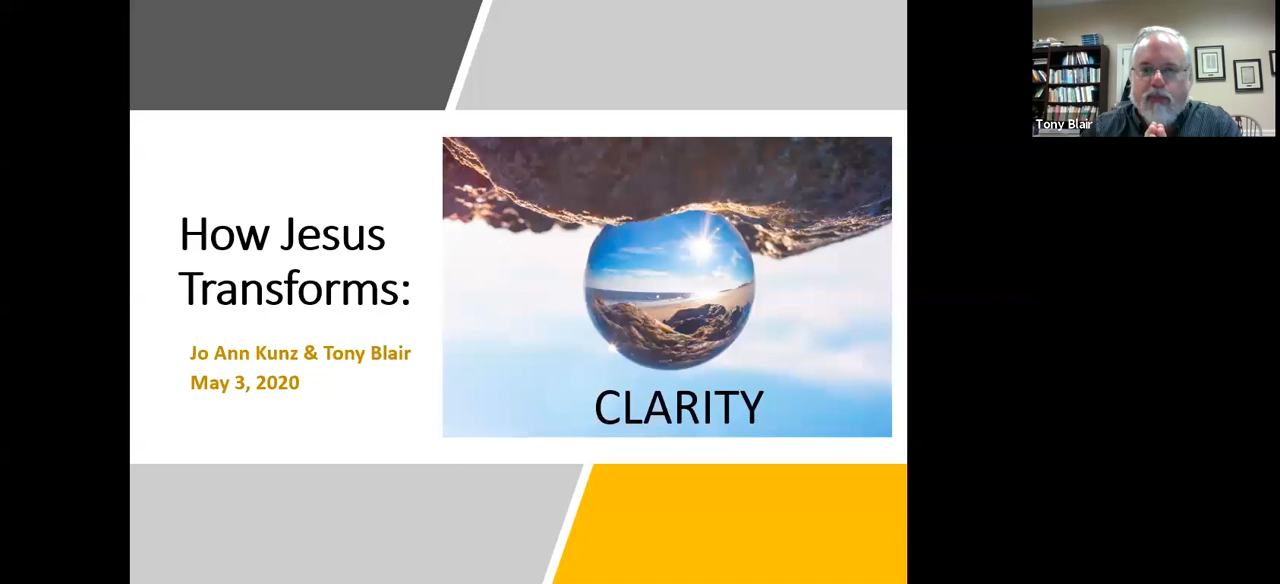 How Jesus
Transforms:
Jo Ann Kunz & Tony Blair
May 3, 2020
CLARITY
Tony Blair